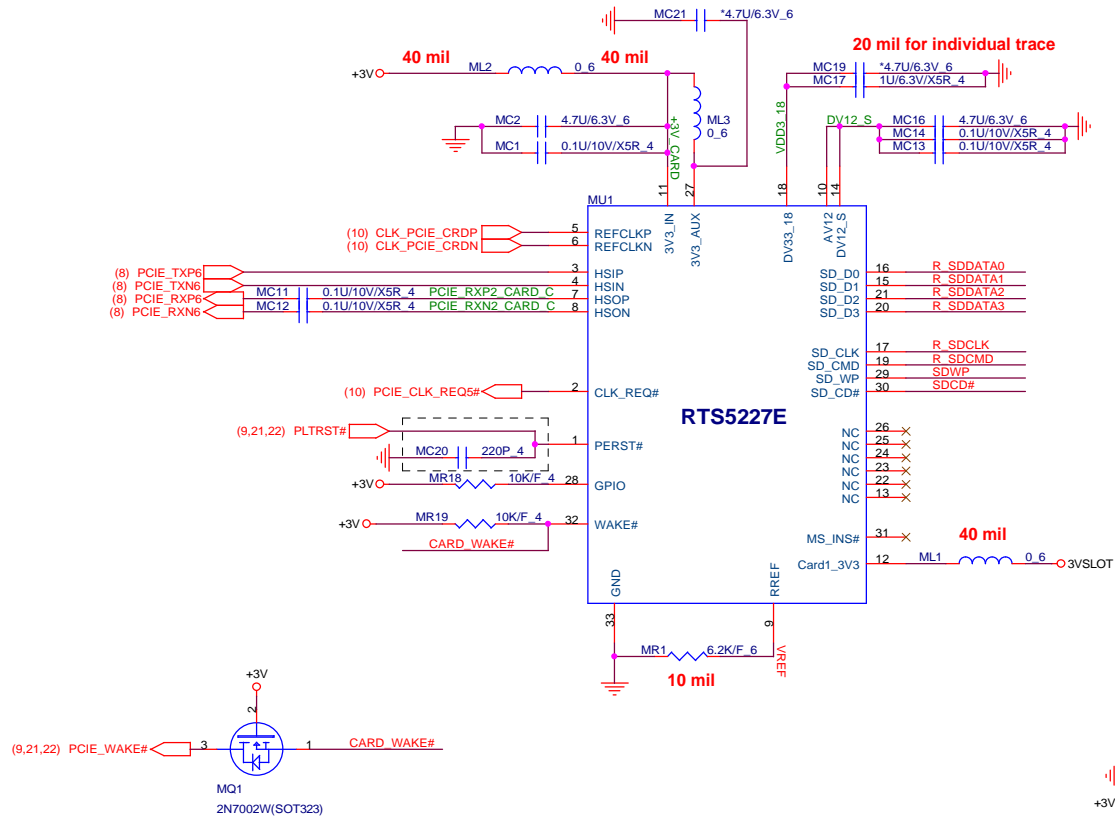 MC21 *4.7U/6.3V_6
40 mil 40 mil 20 mil for individual trace
+3V ML2 0_6
MC19 *4.7U/6.3V_6
MC17 1U/6.3V/X5R_4
ML3
0_6
MC2 4.7U/6.3V_6
MC1 0.1U/10V/X5R_4
+3V_CARD
VDD3_18
DV12_S
MC16 4.7U/6.3V_6
MC14 0.1U/10V/X5R_4
MC13 0.1U/10V/X5R_4
11 27 18 10 14
MU1
3V3_IN 3V3_AUX DV33_18 AV12 DV12_S
(10) CLK_PCIE_CRDP 5 REFCLKP
(10) CLK_PCIE_CRDN 6 REFCLKN
(8) PCIE_TXP6 3 HSIP
(8) PCIE_TXN6 4 HSIN
(8) PCIE_RXP6 MC11 0.1U/10V/X5R_4 PCIE_RXP2_CARD_C 7 HSOP
(8) PCIE_RXN6 MC12 0.1U/10V/X5R_4 PCIE_RXN2_CARD_C 8 HSON
SD_D0 16 R_SDDATA0
SD_D1 15 R_SDDATA1
SD_D2 21 R_SDDATA2
SD_D3 20 R_SDDATA3
SD_CLK 17 R_SDCLK
SD_CMD 19 R_SDCMD
SD_WP 29 SDWP
SD_CD# 30 SDCD#
(10) PCIE_CLK_REQ5# 2 CLK_REQ#
RTS5227E
(9,21,22) PLTRST# 1 PERST#
MC20 220P_4
+3V MR18 10K/F_4 28 GPIO
+3V MR19 10K/F_4 32 WAKE#
CARD_WAKE#
NC 26
NC 25
NC 24
NC 23
NC 22
NC 13
MS_INS# 31
40 mil
Card1_3V3 12 ML1 0_6 3VSLOT
GND RREF
33 9
MR1 6.2K/F_6 VREF
10 mil
+3V
2
(9,21,22) PCIE_WAKE# 3 1 CARD_WAKE#
MQ1
2N7002W(SOT323)
+3V